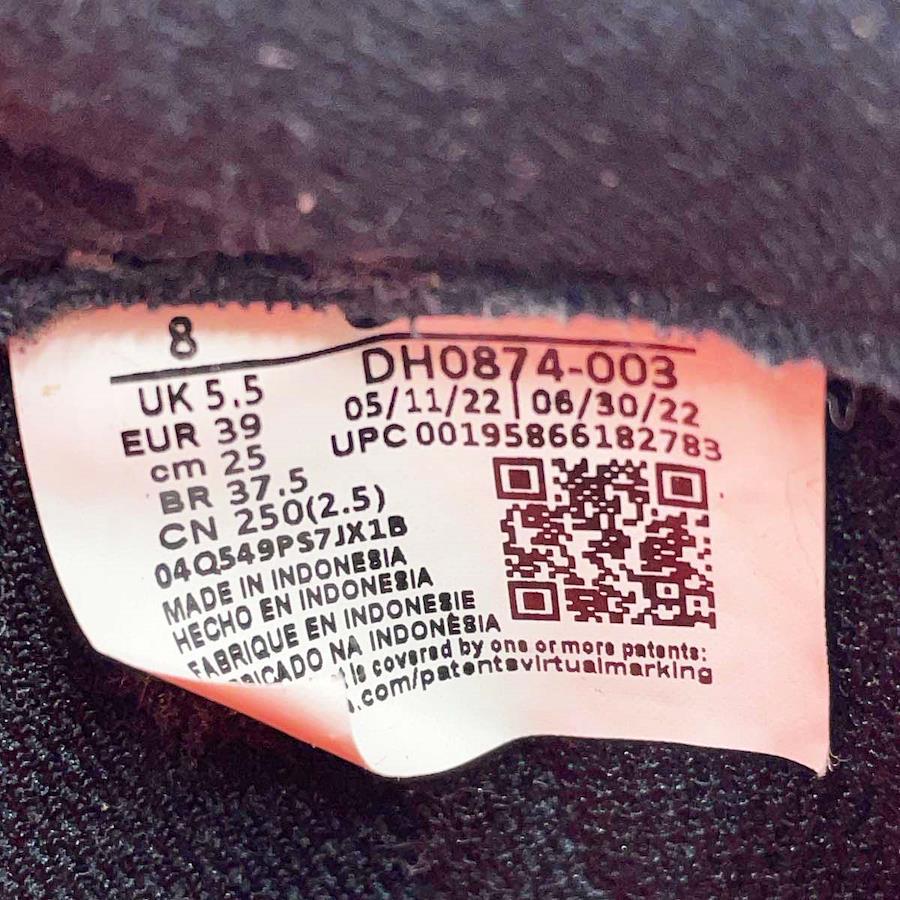 8
UK 5.5
EUR 39
cm 25
BR 37.5
CN 250(2.5)
04Q549PS7JX1B
MADE IN INDONESIA
HECHO EN INDONESIA
FABRIQUE EN INDONESIE
NA INDONÈSIA
DH0874-003
05/11/22 | 06/30/22
UPC 00195866182783
is covered by one or more patents:
.com/patentsvirtualmarking